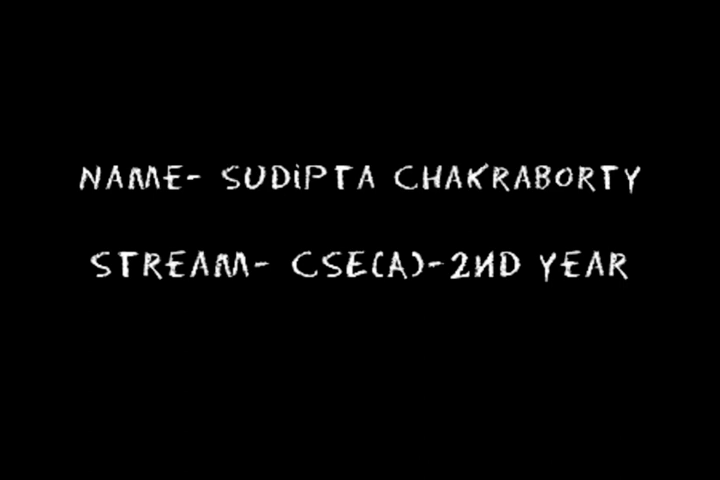 NAME- SUDIPTA CHAKRABORTY
STREAM- CSE(A)-2ND YEAR